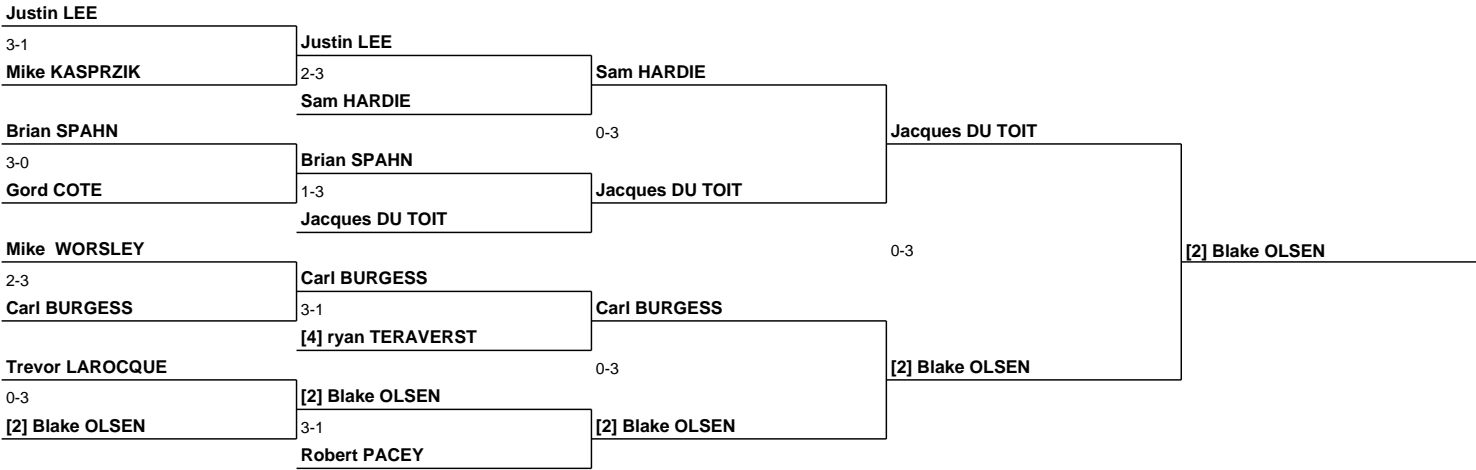 Justin LEE
3-1
Justin LEE
Mike KASPRZIK
2-3
Sam HARDIE
Sam HARDIE
Brian SPAHN
0-3
Jacques DU TOIT
3-0
Brian SPAHN
Gord COTE
1-3
Jacques DU TOIT
Jacques DU TOIT
Mike  WORSLEY
0-3
[2] Blake OLSEN
2-3
Carl BURGESS
Carl BURGESS
3-1
Carl BURGESS
[4] ryan TERAVERST
Trevor LAROCQUE
0-3
[2] Blake OLSEN
0-3
[2] Blake OLSEN
[2] Blake OLSEN
3-1
[2] Blake OLSEN
Robert PACEY